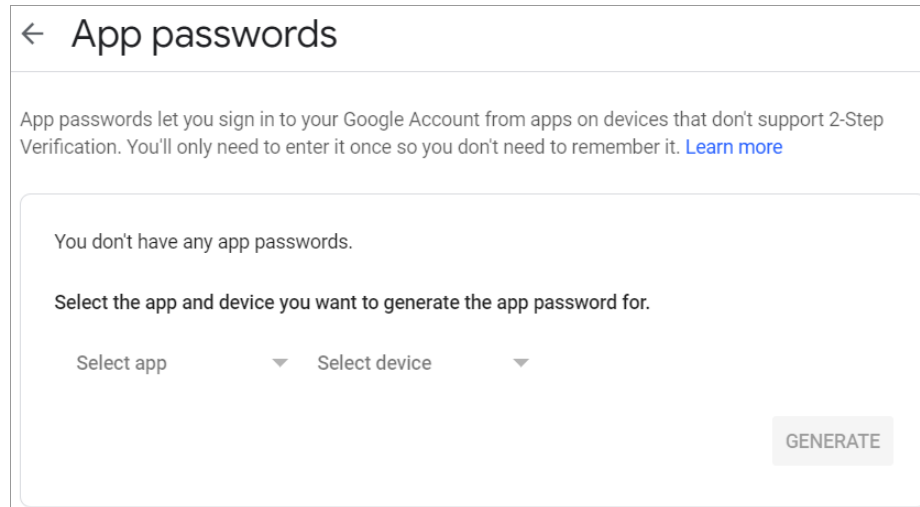 App passwords
App passwords let you sign in to your Google Account from apps on devices that don't support 2-Step
Verification. You'll only need to enter it once so you don't need to remember it. Learn more
You don't have any app passwords.
Select the app and device you want to generate the app password for.
Select app Select device
GENERATE